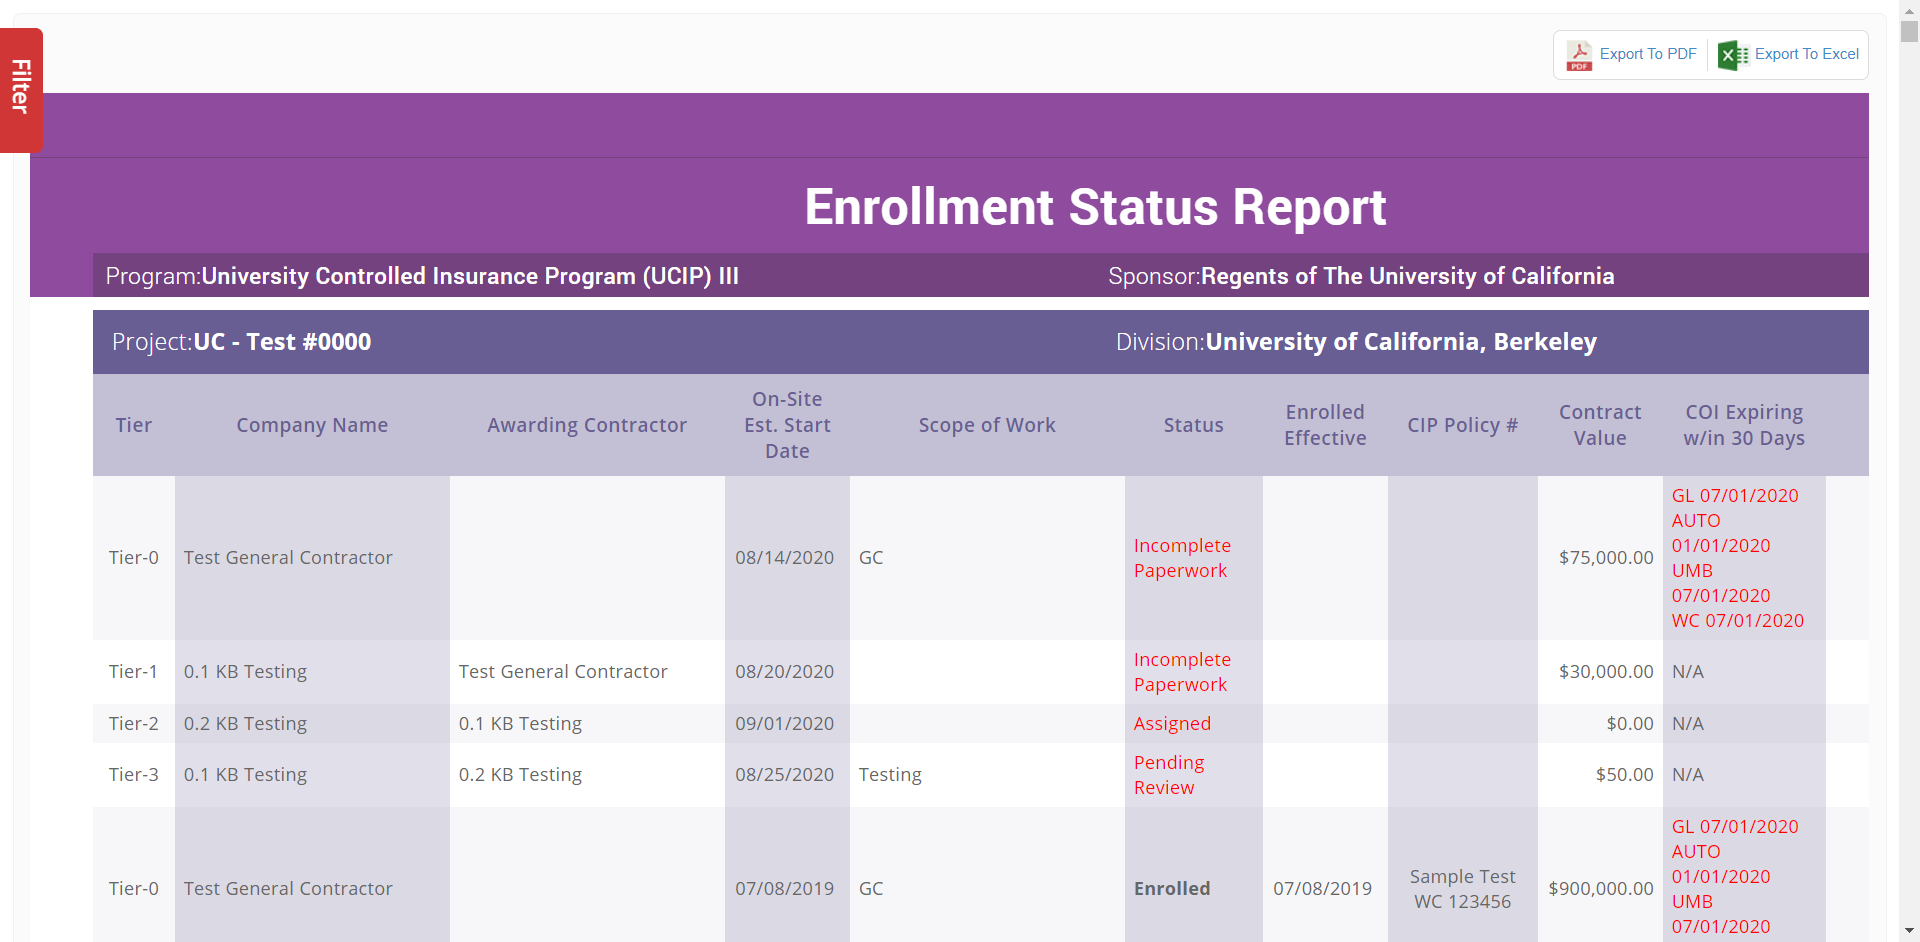 Filter
PDF
Export To PDF
Export To Excel
Enrollment Status Report
Program:University Controlled Insurance Program (UCIP) III
Sponsor:Regents of The University of California
Project:UC - Test #0000
Division:University of California, Berkeley
Tier
Company Name
Awarding Contractor
On-Site
Est. Start
Date
Scope of Work
Status
Enrolled
Effective
CIP Policy #
Contract
Value
COI Expiring
w/in 30 Days
Tier-0
Test General Contractor
08/14/2020
GC
Incomplete
Paperwork
$75,000.00
GL 07/01/2020
AUTO
01/01/2020
UMB
07/01/2020
WC 07/01/2020
Tier-1
0.1 KB Testing
Test General Contractor
08/20/2020
Incomplete
Paperwork
$30,000.00
N/A
Tier-2
0.2 KB Testing
0.1 KB Testing
09/01/2020
Assigned
$0.00
N/A
Tier-3
0.1 KB Testing
0.2 KB Testing
08/25/2020
Testing
Pending
Review
$50.00
N/A
Tier-0
Test General Contractor
07/08/2019
GC
Enrolled
07/08/2019
Sample Test
WC 123456
$900,000.00
GL 07/01/2020
AUTO
01/01/2020
UMB
07/01/2020